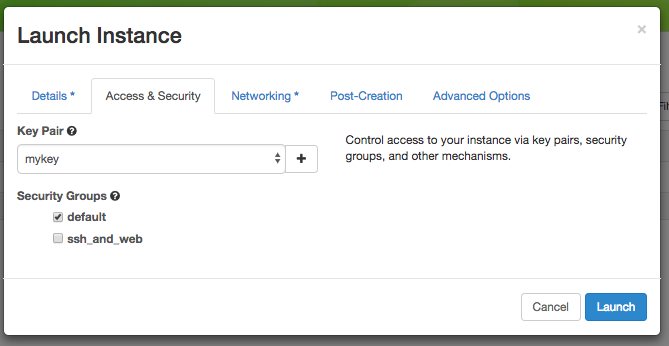 Launch Instance ×
Details * Access & Security Networking * Post-Creation Advanced Options
Key Pair ?
Control access to your instance via key pairs, security
groups, and other mechanisms.
mykey +
Security Groups ?
default
ssh_and_web
Cancel Launch